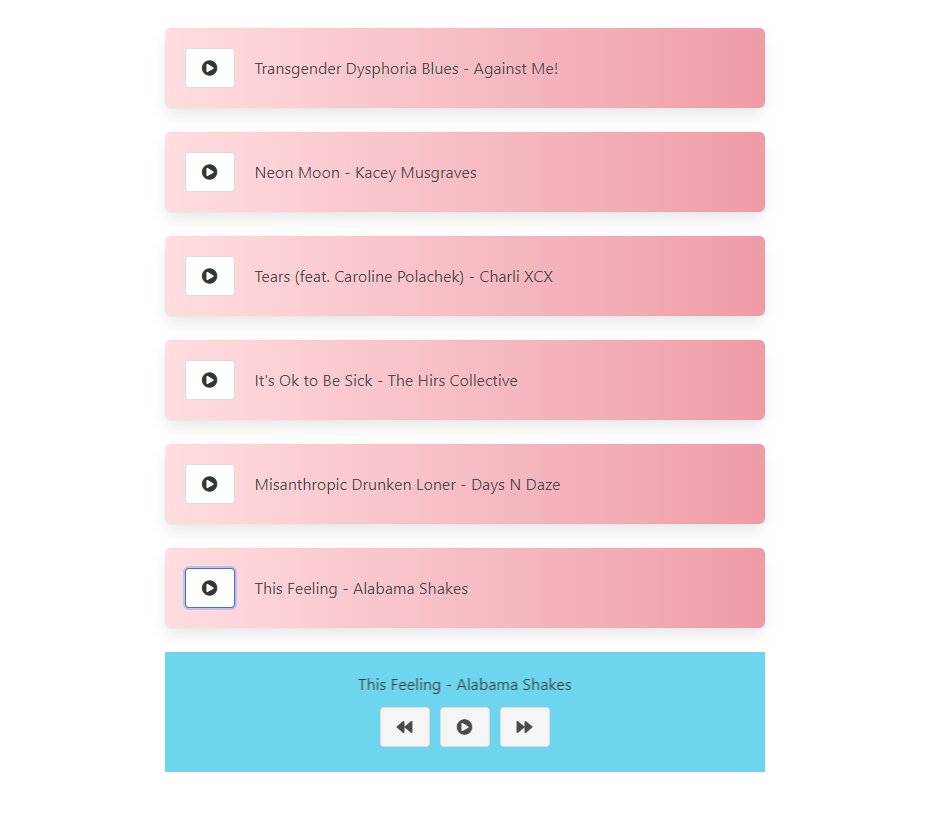 Transgender Dysphoria Blues - Against Me!
Neon Moon - Kacey Musgraves
Tears (feat. Caroline Polachek) - Charli XCX
It's Ok to Be Sick - The Hirs Collective
Misanthropic Drunken Loner - Days N Daze
This Feeling - Alabama Shakes
This Feeling - Alabama Shakes